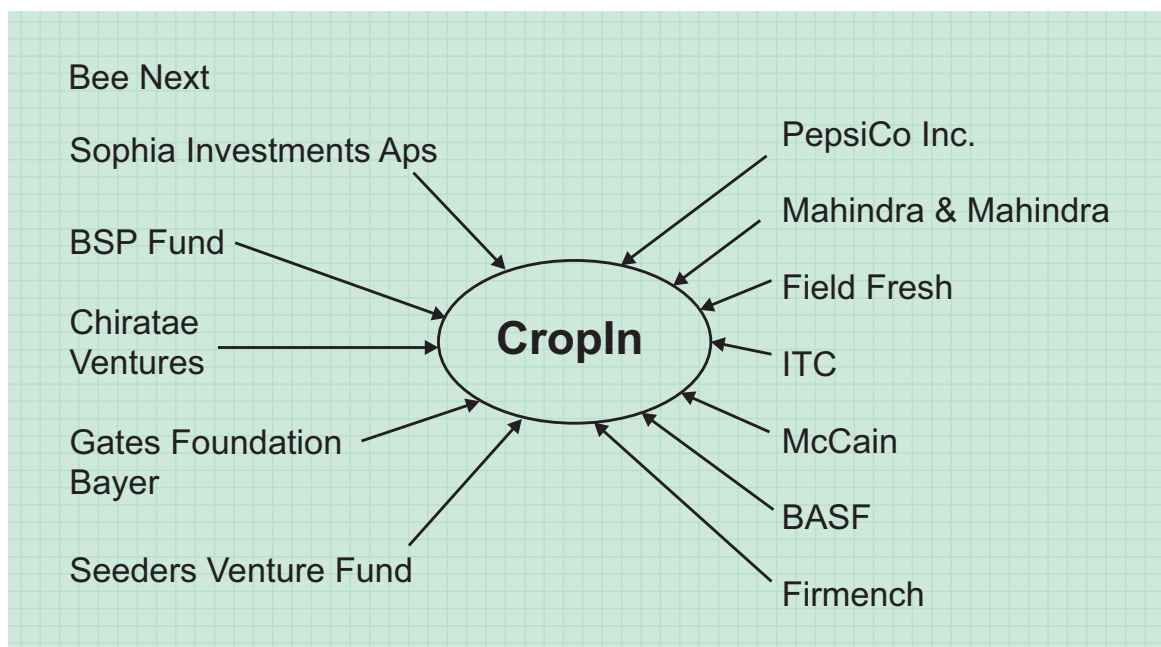 Bee Next
Sophia Investments Aps
BSP Fund
Chiratae
Ventures
Gates Foundation
Bayer
Seeders Venture Fund
CropIn
PepsiCo Inc.
Mahindra & Mahindra
Field Fresh
ITC
McCain
BASF
Firmench